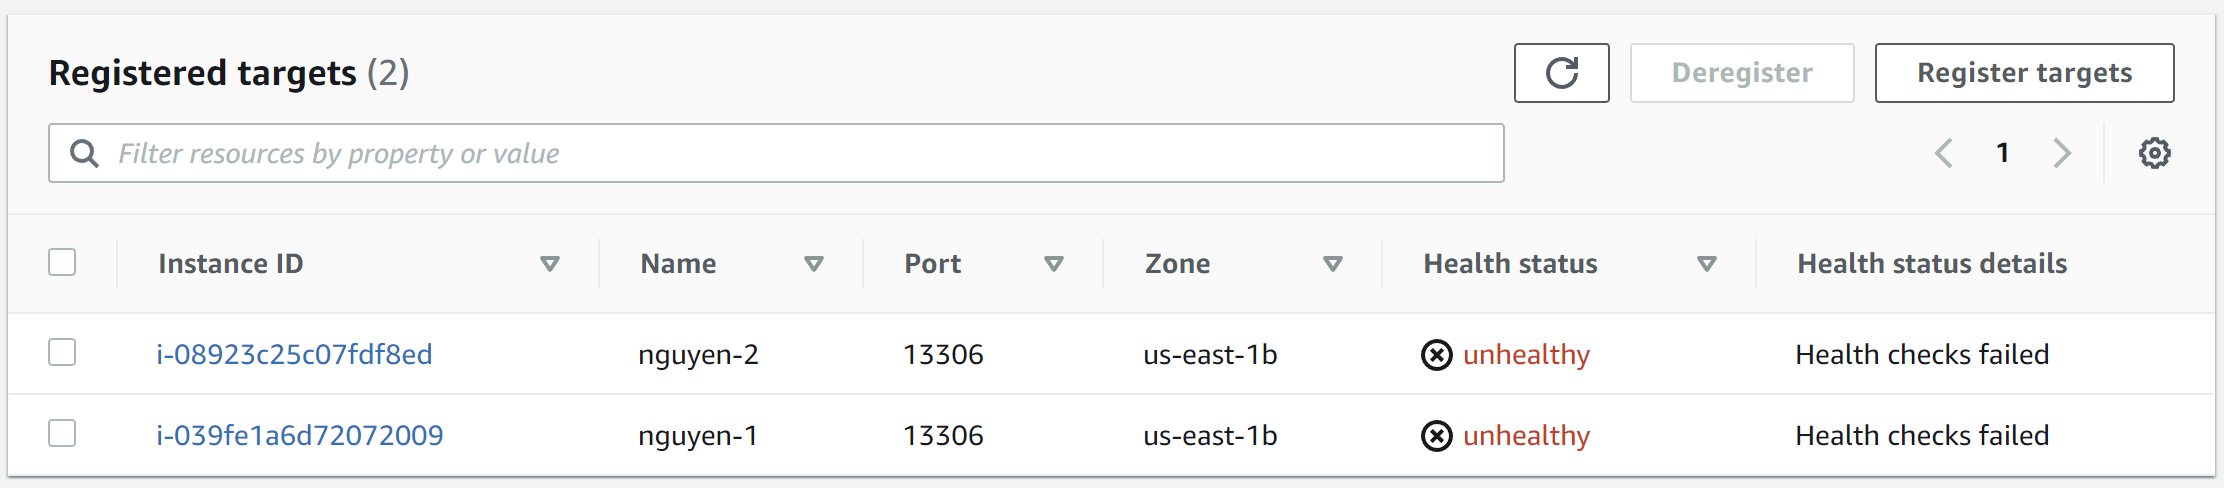 Registered targets (2)
Deregister
Register targets
Filter resources by property or value
1
Instance ID Name Port Zone Health status Health status details
i-08923c25c07fdf8ed nguyen-2 13306 us-east-1b unhealthy Health checks failed
i-039fe1a6d72072009 nguyen-1 13306 us-east-1b unhealthy Health checks failed